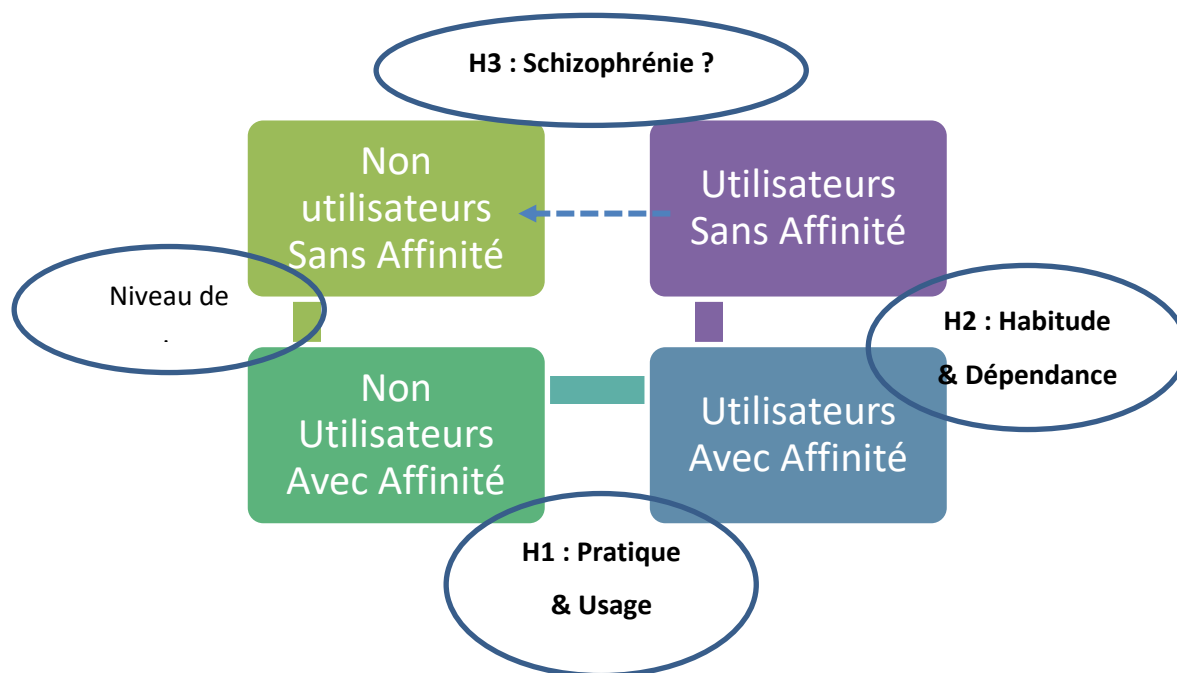 H3 : Schizophrénie ?
Non
utilisateurs
Sans Affinité
Utilisateurs
Sans Affinité
Niveau de
H2 : Habitude
& Dépendance
Non
Utilisateurs
Avec Affinité
Utilisateurs
Avec Affinité
H1 : Pratique
& Usage